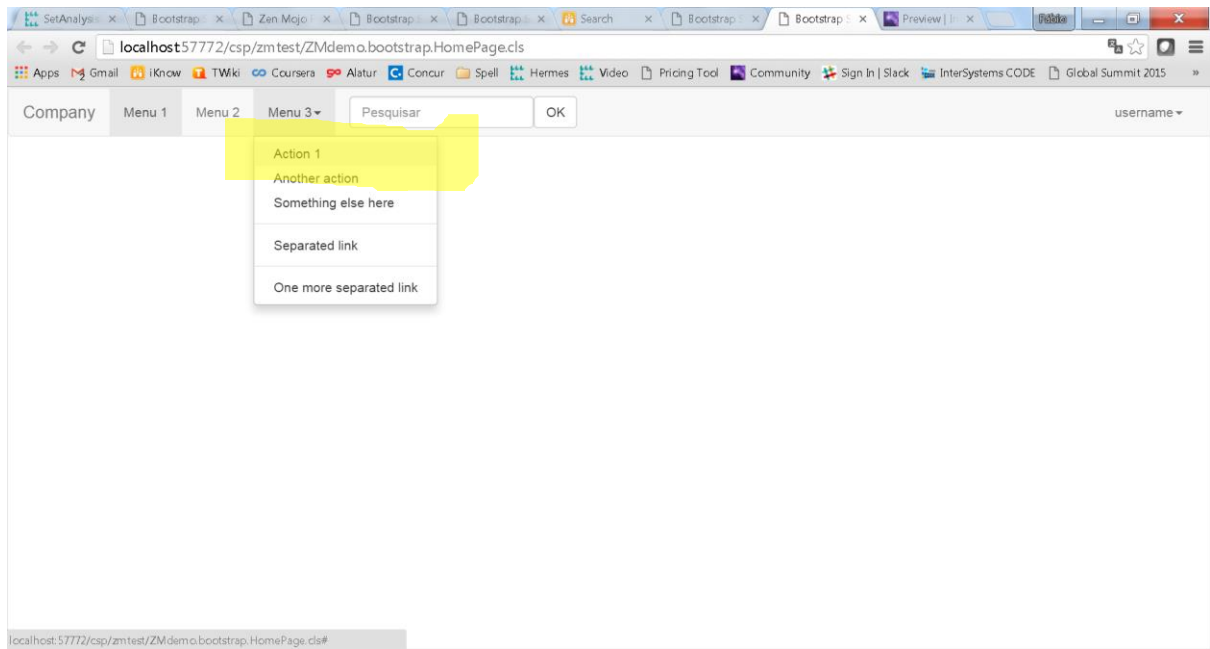 SetAnalys Bootstrap Zen Mojo Bootstrap Bootstrap Search Bootstrap Bootstrap Preview | In
localhost:57772/csp/zmtest/ZMdemo.bootstrap.HomePage.cls
Apps Gmail iKnow TWiki Coursera Alatur Concur Spell Hermes Video Pricing Tool Community Sign In | Slack InterSystems CODE Global Summit 2015 »
Company Menu 1 Menu 2 Menu 3 Pesquisar OK username
Action 1
Another action
Something else here
Separated link
One more separated link
localhost:57772/csp/zmtest/ZMdemo.bootstrap.HomePage.cls#